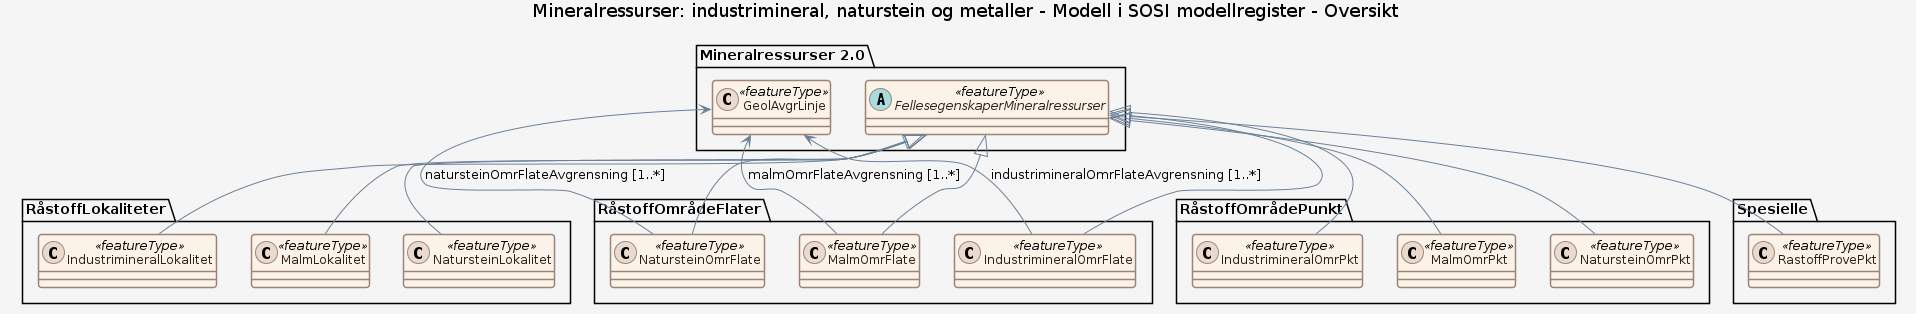 Mineralressurser: industrimineral, naturstein og metaller - Modell i SOSI modellregister - Oversikt
Mineralressurser 2.0
C «featureType»
GeolAvgrLinje
A «featureType»
FellesegenskaperMineralressurser
natursteinOmrFlateAvgrensning [1..*]
malmOmrFlateAvgrensning [1..*]
industrimineralOmrFlateAvgrensning [1..*]
RåstoffLokaliteter
C «featureType»
IndustrimineralLokalitet
C «featureType»
MalmLokalitet
C «featureType»
NatursteinLokalitet
RåstoffOmrådeFlater
C «featureType»
NatursteinOmrFlate
C «featureType»
MalmOmrFlate
C «featureType»
IndustrimineralOmrFlate
RåstoffOmrådePunkt
C «featureType»
IndustrimineralOmrPkt
C «featureType»
MalmOmrPkt
C «featureType»
NatursteinOmrPkt
Spesielle
C «featureType»
RastoffProvePkt